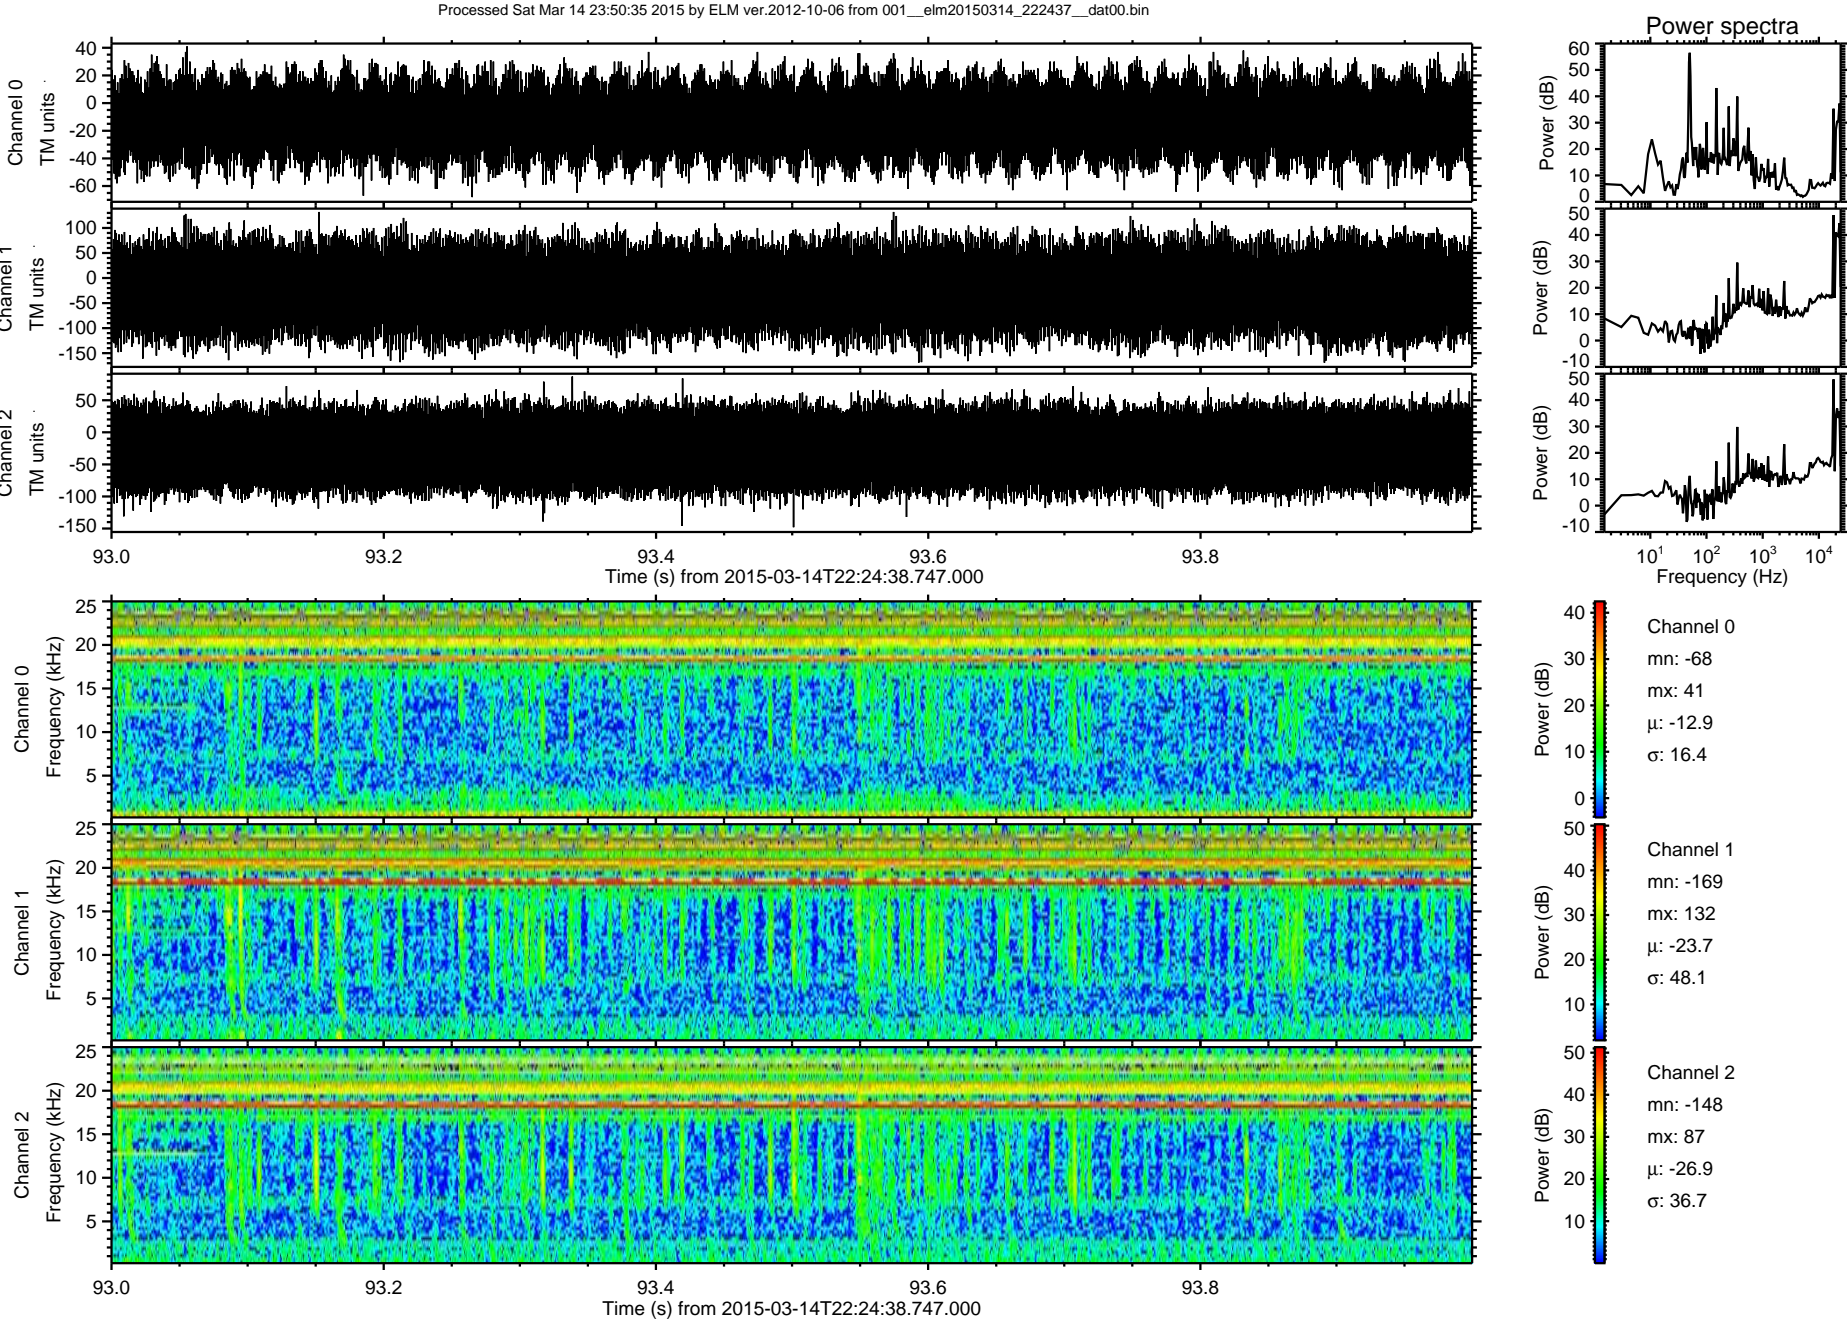 Processed Sat Mar 14 23:50:35 2015 by ELM ver.2012-10-06 from 001__elm20150314_222437__dat00.bin
Power spectra
Channel 0
TM units
40
20
0
-20
-40
-60
Power (dB)
60
50
40
30
20
10
0
Channel 1
TM units
100
50
0
-50
-100
-150
Power (dB)
50
40
30
20
10
0
-10
Channel 2
TM units
50
0
-50
-100
-150
Power (dB)
50
40
30
20
10
0
-10
93.0 93.2 93.4 93.6 93.8
Time (s) from 2015-03-14T22:24:38.747.000
10^1 10^2 10^3 10^4
Frequency (Hz)
Channel 0
Frequency (kHz)
25
20
15
10
5
Power (dB)
40
30
20
10
0
Channel 0
mn: -68
mx: 41
μ: -12.9
σ: 16.4
Channel 1
Frequency (kHz)
25
20
15
10
5
Power (dB)
50
40
30
20
10
Channel 1
mn: -169
mx: 132
μ: -23.7
σ: 48.1
Channel 2
Frequency (kHz)
25
20
15
10
5
Power (dB)
50
40
30
20
10
Channel 2
mn: -148
mx: 87
μ: -26.9
σ: 36.7
93.0 93.2 93.4 93.6 93.8
Time (s) from 2015-03-14T22:24:38.747.000